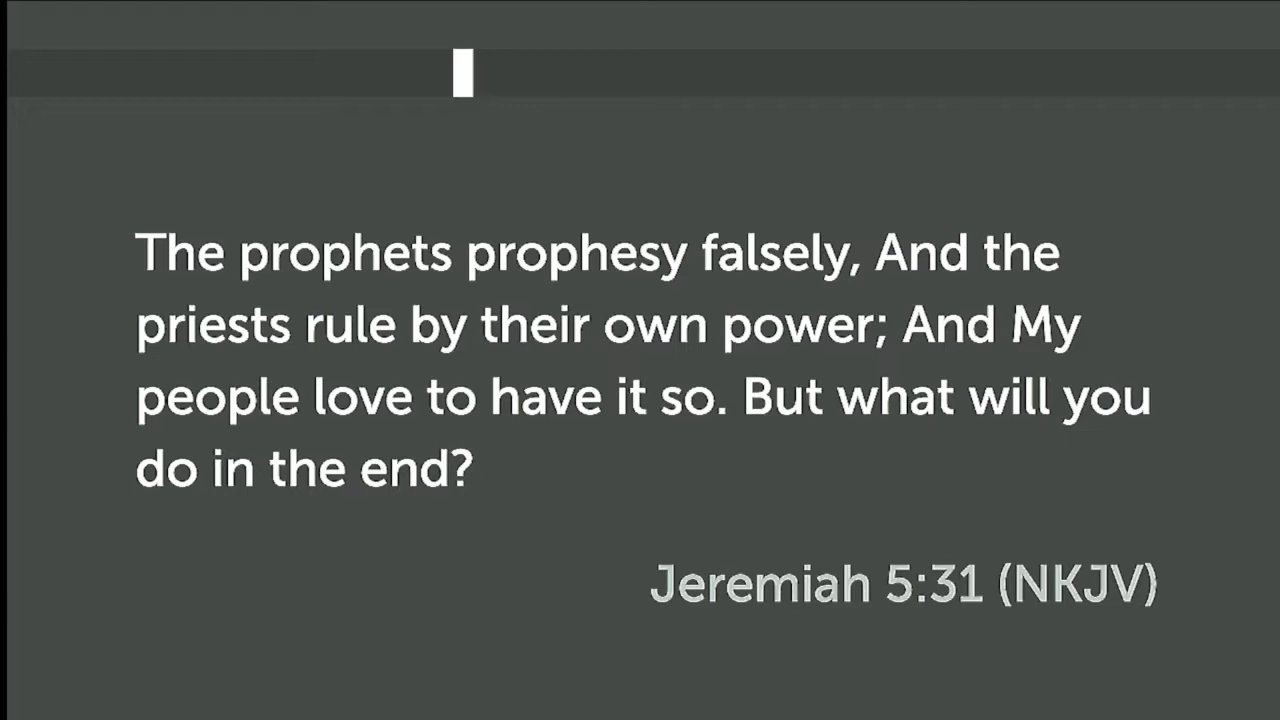 The prophets prophesy falsely, And the
priests rule by their own power; And My
people love to have it so. But what will you
do in the end?
Jeremiah 5:31 (NKJV)